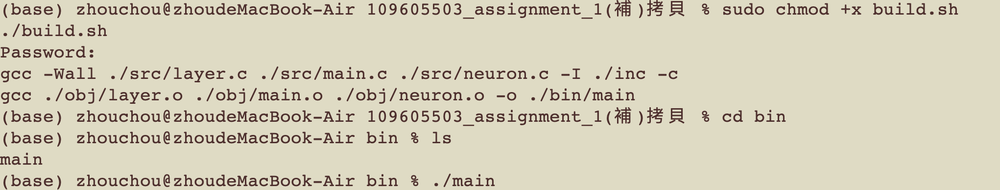 (base) zhouchou@zhoudeMacBook-Air 109605503_assignment_1(補)拷貝 % sudo chmod +x build.sh
./build.sh
Password:
gcc -Wall ./src/layer.c ./src/main.c ./src/neuron.c -I ./inc -c
gcc ./obj/layer.o ./obj/main.o ./obj/neuron.o -o ./bin/main
(base) zhouchou@zhoudeMacBook-Air 109605503_assignment_1(補)拷貝 % cd bin
(base) zhouchou@zhoudeMacBook-Air bin % ls
main
(base) zhouchou@zhoudeMacBook-Air bin % ./main